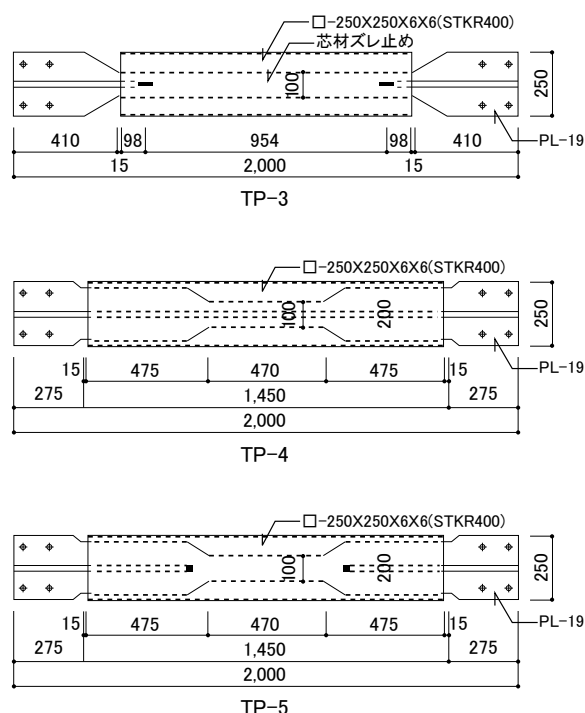 □-250X250X6X6(STKR400)
芯材ズレ止め
100
250
PL-19
410 98 954 98 410
15 2,000 15
TP-3
□-250X250X6X6(STKR400)
100 200
250
PL-19
15 475 470 475 15
275 1,450 275
2,000
TP-4
□-250X250X6X6(STKR400)
100 200
250
PL-19
15 475 470 475 15
275 1,450 275
2,000
TP-5